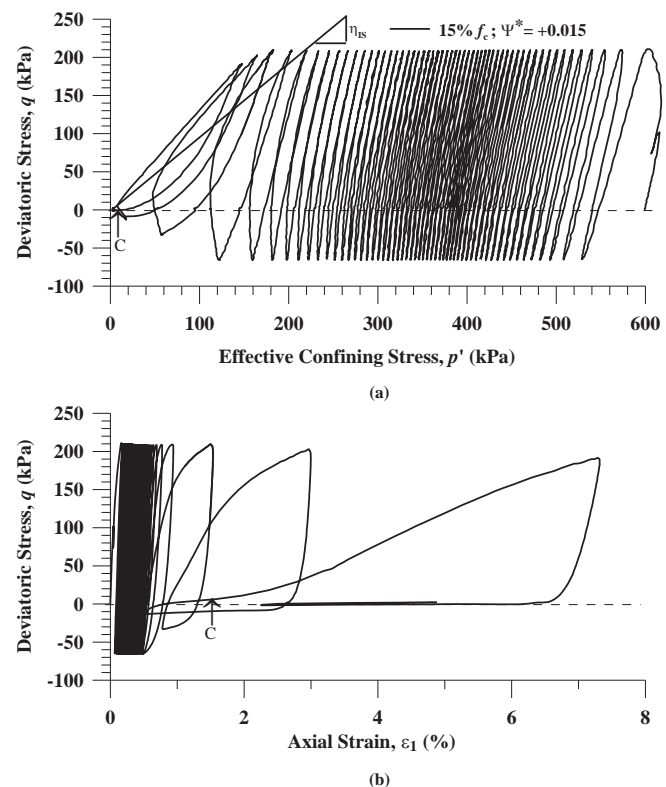 250
200
150
100
50
0
-50
-100
Deviatoric Stress, q (kPa)
η_IS
15% f_c ; Ψ* = +0.015
C
0 100 200 300 400 500 600
Effective Confining Stress, p' (kPa)
(a)
250
200
150
100
50
0
-50
-100
Deviatoric Stress, q (kPa)
C
0 2 4 6 8
Axial Strain, ε₁ (%)
(b)